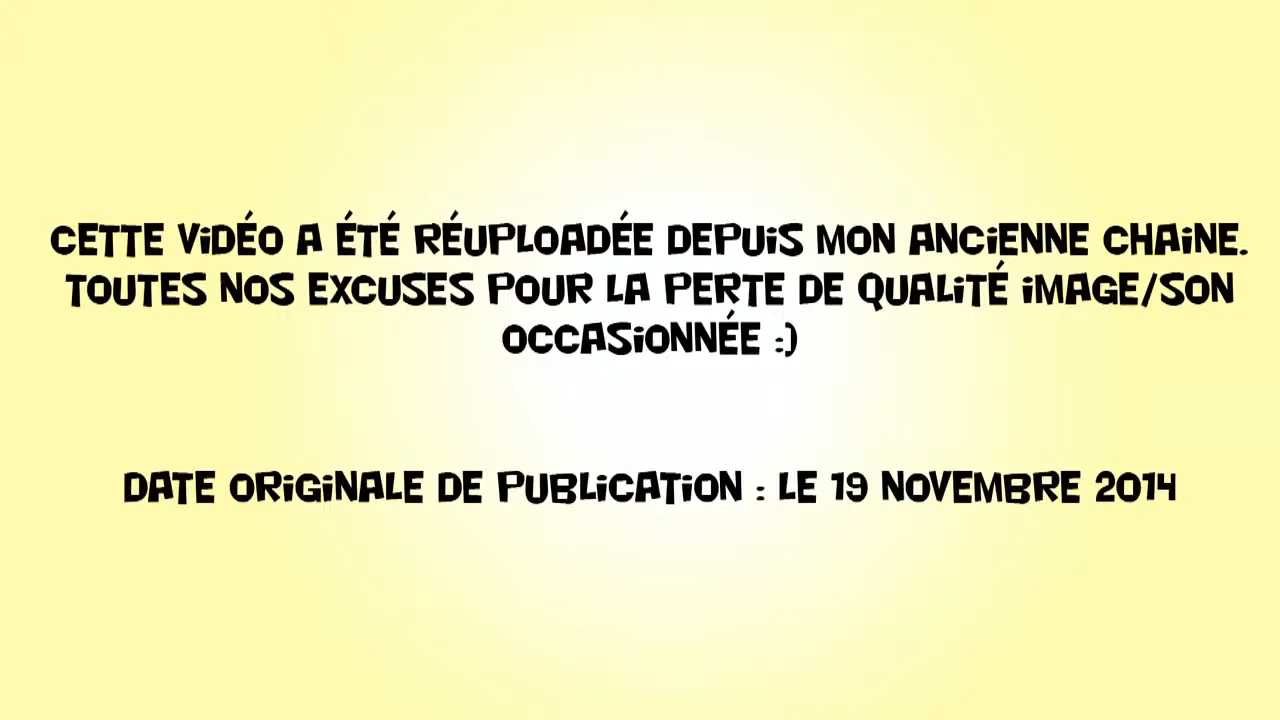 CETTE ViDÉO A ÉTÉ RÉUPLOADÉE DEPUiS MON ANCiENNE CHAiNE.
TOUTES NOS EXCUSES POUR LA PERTE DE QUALiTÉ iMAGE/SON
OCCASiONNÉE :)
DATE ORiGiNALE DE PUBLiCATiON : LE 19 NOVEMBRE 2014